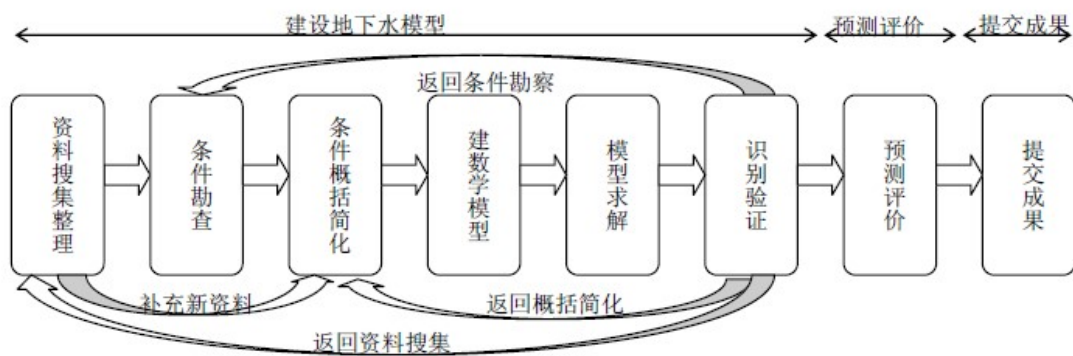 建设地下水模型
预测评价
提交成果
返回条件勘察
资料搜集整理
条件勘查
条件概括简化
建数学模型
模型求解
识别验证
预测评价
提交成果
补充新资料
返回概括简化
返回资料搜集